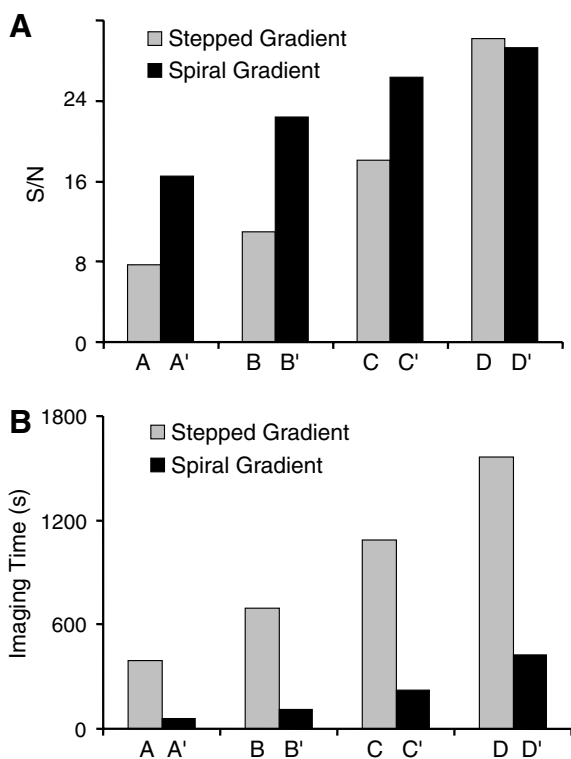 A
Stepped Gradient
Spiral Gradient
24
16
8
0
S/N
A A' B B' C C' D D'
B
1800
Stepped Gradient
Spiral Gradient
1200
600
0
Imaging Time (s)
A A' B B' C C' D D'